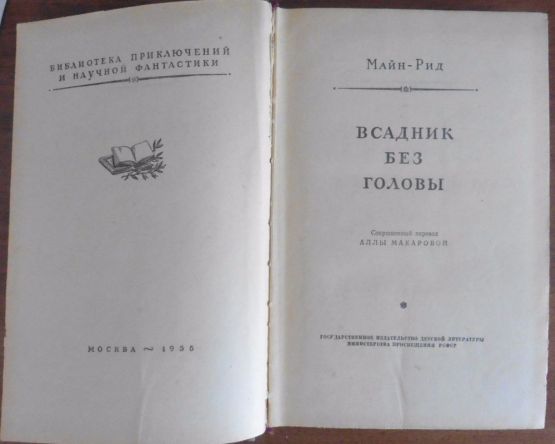 БИБЛИОТЕКА ПРИКЛЮЧЕНИЙ
И НАУЧНОЙ ФАНТАСТИКИ
МОСКВА ~ 1955
МАЙН-РИД
ВСАДНИК
БЕЗ
ГОЛОВЫ
Сокращенный перевод
АЛЛЫ МАКАРОВОЙ
ГОСУДАРСТВЕННОЕ ИЗДАТЕЛЬСТВО ДЕТСКОЙ ЛИТЕРАТУРЫ
МИНИСТЕРСТВА ПРОСВЕЩЕНИЯ РСФСР